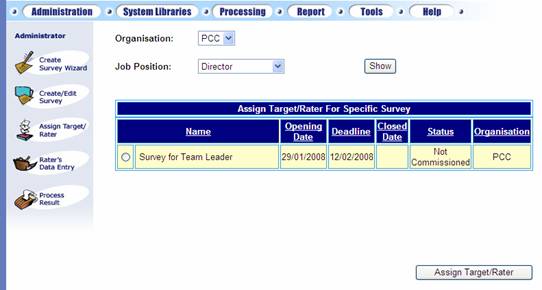 Administration System Libraries Processing Report Tools Help
Administrator
Create
Survey Wizard
Create/Edit
Survey
Assign Target/
Rater
Rater's
Data Entry
Process
Result
Organisation: PCC
Job Position: Director Show
Assign Target/Rater For Specific Survey
Name Opening Date Deadline Closed Date Status Organisation
Survey for Team Leader 29/01/2008 12/02/2008 Not Commissioned PCC
Assign Target/Rater